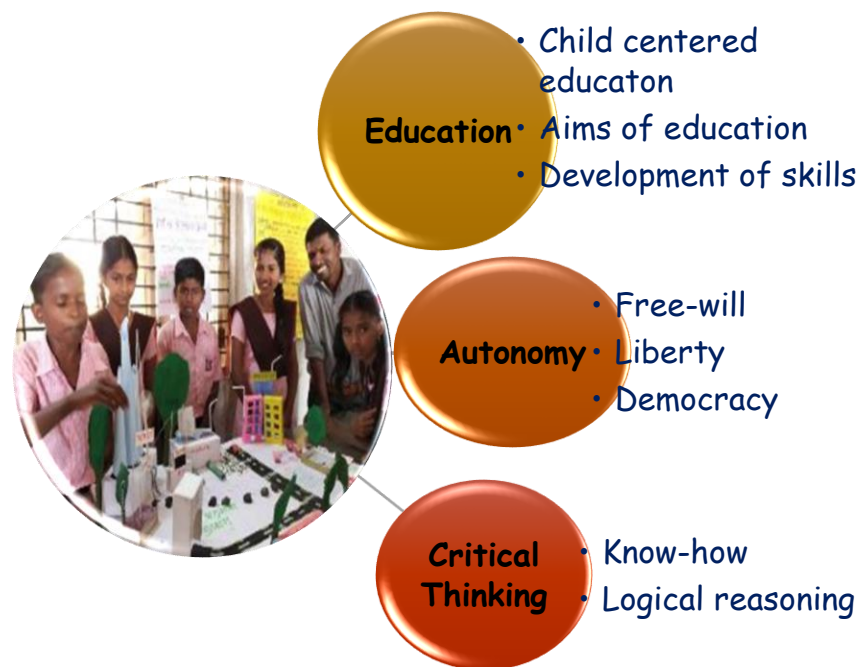 • Child centered
educaton
Education
• Aims of education
• Development of skills
• Free-will
Autonomy
• Liberty
• Democracy
Critical
Thinking
• Know-how
• Logical reasoning